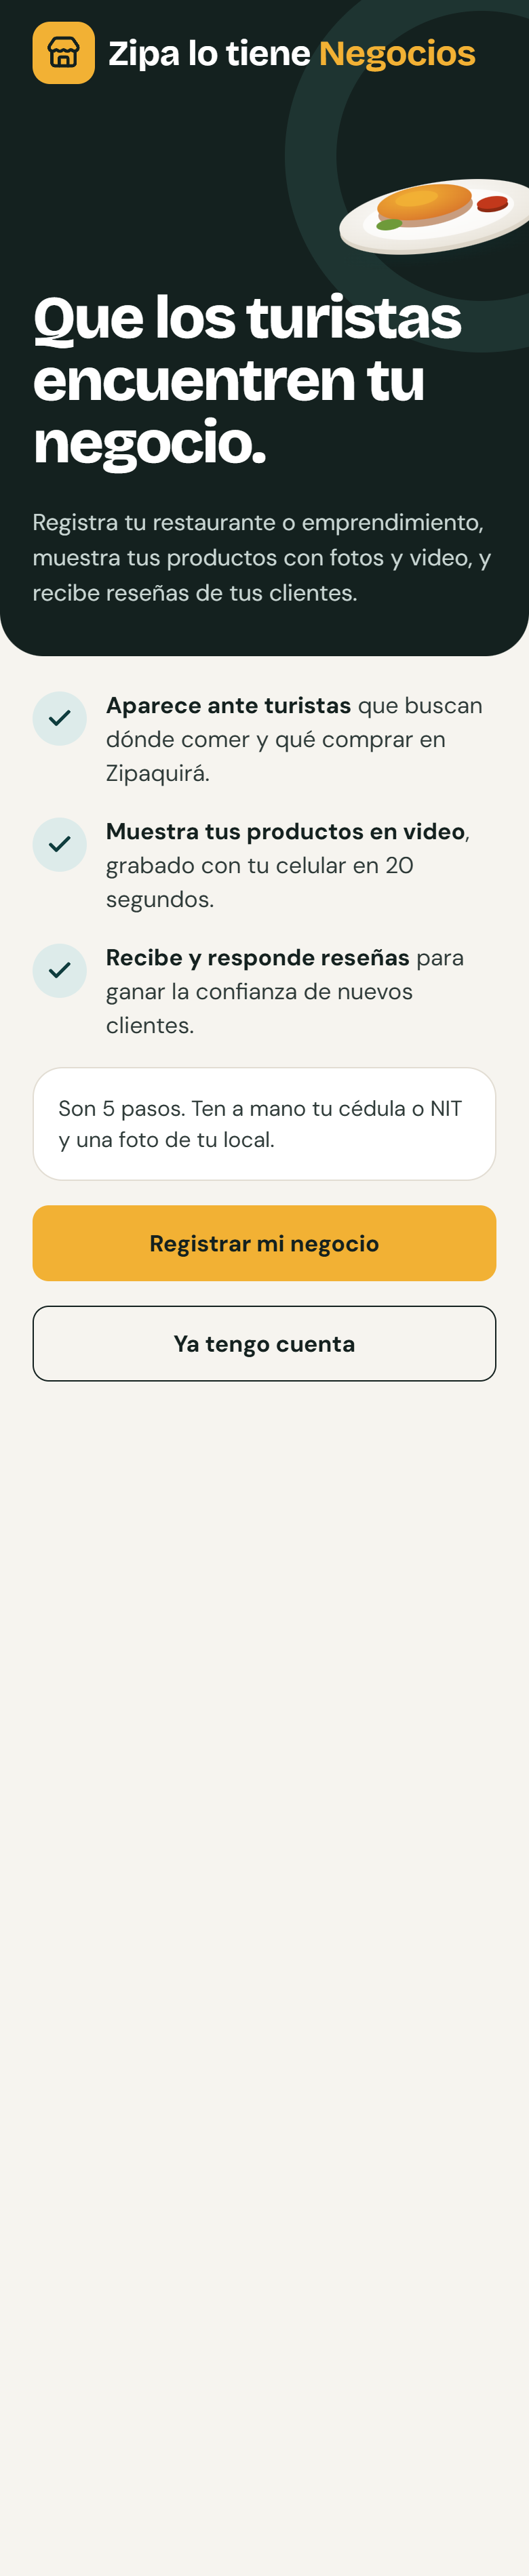 Zipa lo tiene Negocios
Que los turistas
encuentren tu
negocio.
Registra tu restaurante o emprendimiento,
muestra tus productos con fotos y video, y
recibe reseñas de tus clientes.
Aparece ante turistas que buscan
dónde comer y qué comprar en
Zipaquirá.
Muestra tus productos en video,
grabado con tu celular en 20
segundos.
Recibe y responde reseñas para
ganar la confianza de nuevos
clientes.
Son 5 pasos. Ten a mano tu cédula o NIT
y una foto de tu local.
Registrar mi negocio
Ya tengo cuenta